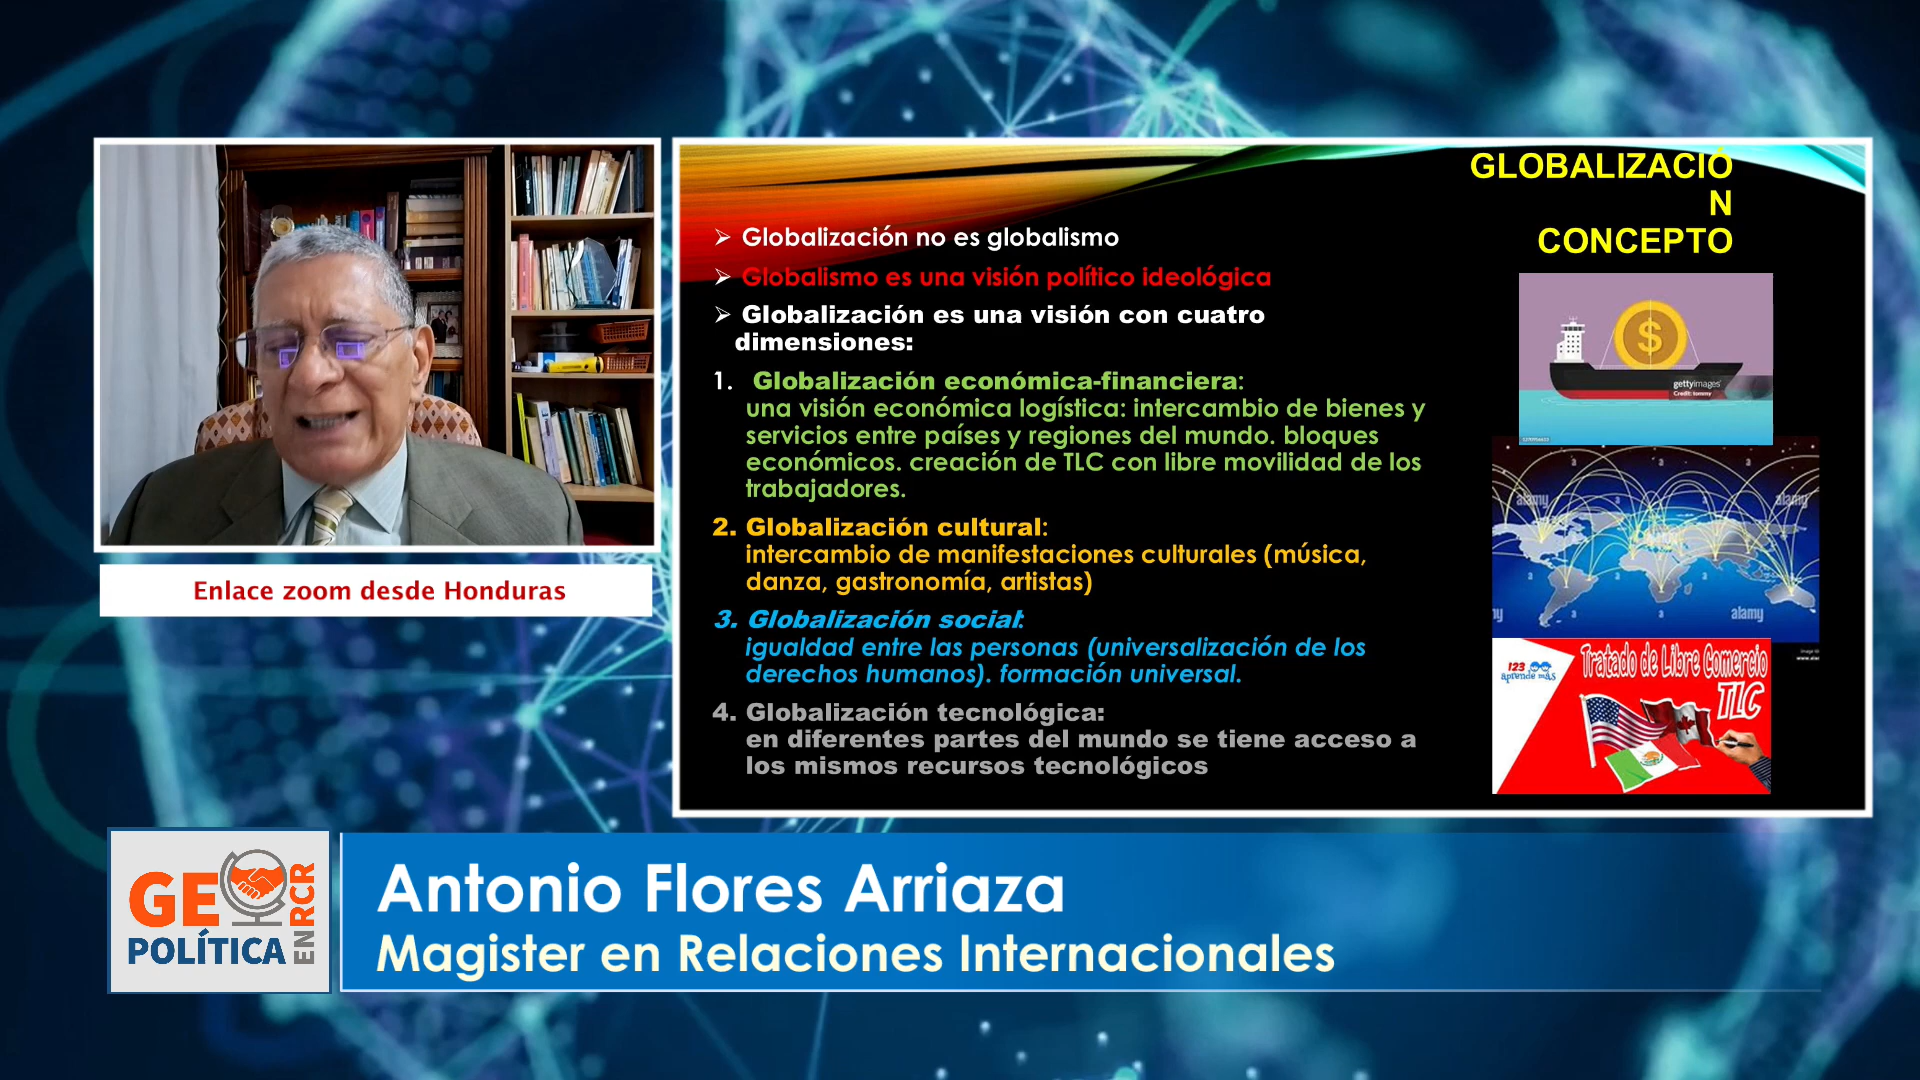 GLOBALIZACIÓ
N
CONCEPTO
➢ Globalización no es globalismo
➢ Globalismo es una visión político ideológica
➢ Globalización es una visión con cuatro
dimensiones:
1. Globalización económica-financiera:
una visión económica logística: intercambio de bienes y
servicios entre países y regiones del mundo. bloques
económicos. creación de TLC con libre movilidad de los
trabajadores.
2. Globalización cultural:
intercambio de manifestaciones culturales (música,
danza, gastronomía, artistas)
3. Globalización social:
igualdad entre las personas (universalización de los
derechos humanos). formación universal.
4. Globalización tecnológica:
en diferentes partes del mundo se tiene acceso a
los mismos recursos tecnológicos
$
gettyimages
Credit: tommy
alamy
alamy
alamy
123
aprende más
Tratado de Libre Comercio
TLC
Enlace zoom desde Honduras
GEO
POLÍTICA
EN RCR
Antonio Flores Arriaza
Magister en Relaciones Internacionales